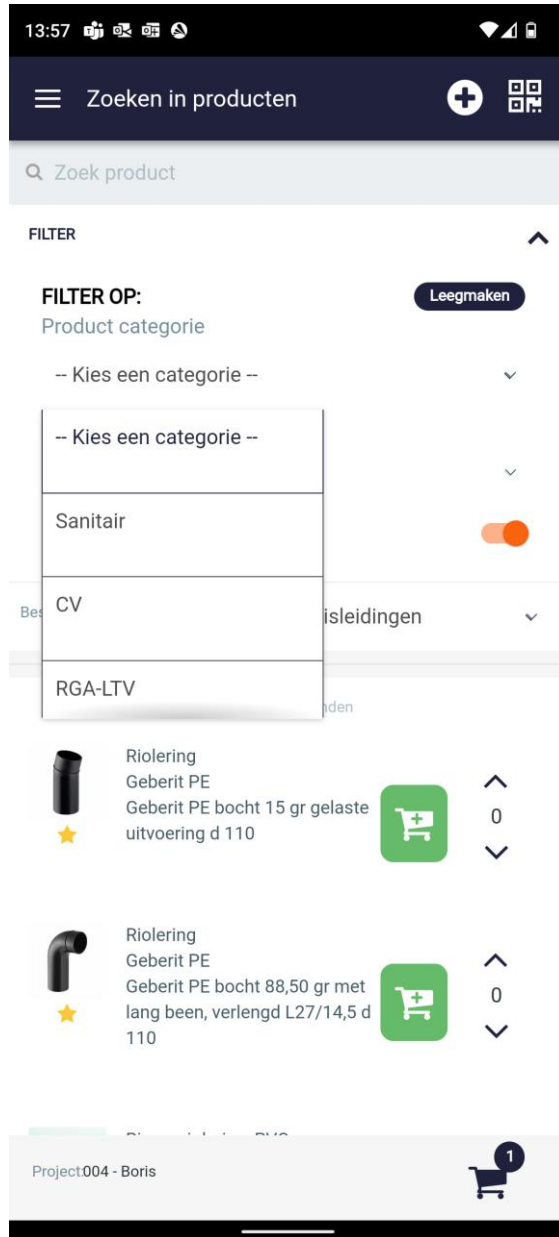 13:57
Zoeken in producten
Zoek product
FILTER
FILTER OP:
Leegmaken
Product categorie
-- Kies een categorie --
-- Kies een categorie --
Sanitair
CV
isleidingen
RGA-LTV
Riolering
Geberit PE
Geberit PE bocht 15 gr gelaste
uitvoering d 110
0
Riolering
Geberit PE
Geberit PE bocht 88,50 gr met
lang been, verlengd L27/14,5 d
110
0
Project:004 - Boris
1